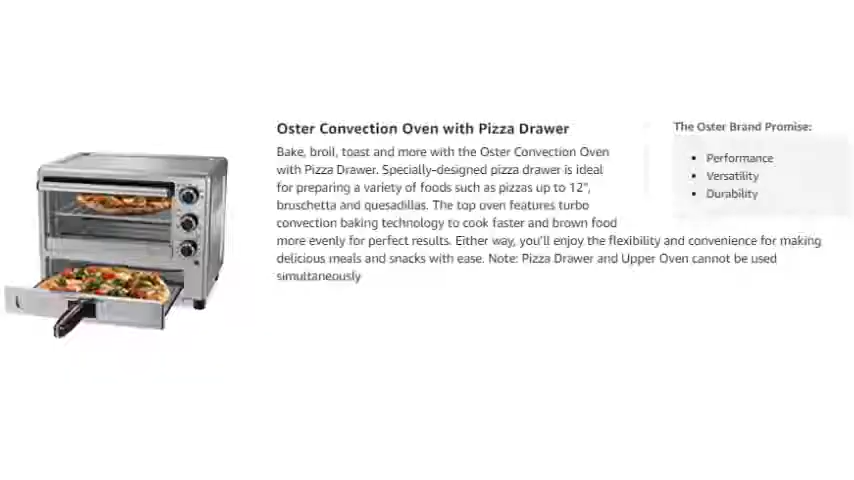 Oster Convection Oven with Pizza Drawer
Bake, broil, toast and more with the Oster Convection Oven
with Pizza Drawer. Specially-designed pizza drawer is ideal
for preparing a variety of foods such as pizzas up to 12",
bruschetta and quesadillas. The top oven features turbo
convection baking technology to cook faster and brown food
more evenly for perfect results. Either way, you'll enjoy the flexibility and convenience for making
delicious meals and snacks with ease. Note: Pizza Drawer and Upper Oven cannot be used
simultaneously
The Oster Brand Promise:
• Performance
• Versatility
• Durability